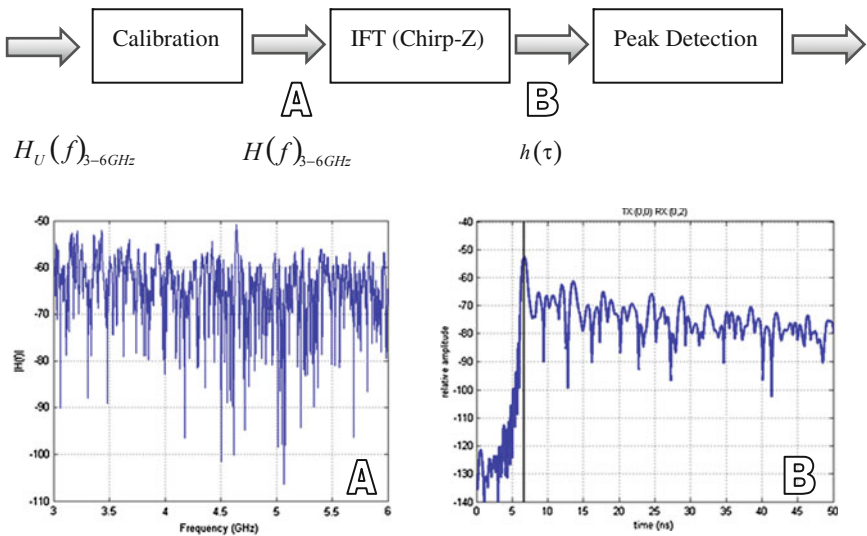 Calibration
IFT (Chirp-Z)
Peak Detection
A
B
H_U(f)_{3-6GHz}
H(f)_{3-6GHz}
h(τ)
-50
-60
-70
-80
-90
-100
-110
|H(f)|
3
3.5
4
4.5
5
5.5
6
Frequency (GHz)
A
TX:(0,0) RX:(0,2)
-40
-50
-60
-70
-80
-90
-100
-110
-120
-130
-140
relative amplitude
0
5
10
15
20
25
30
35
40
45
50
time (ns)
B